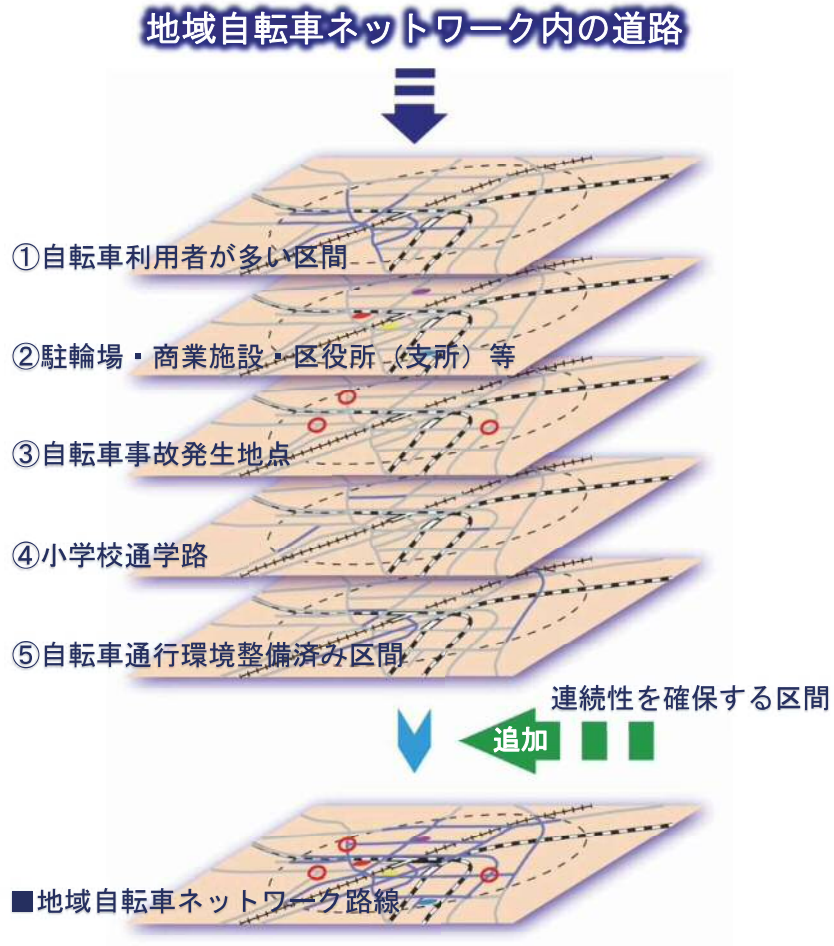 地域自転車ネットワーク内の道路
①自転車利用者が多い区間
②駐輪場・商業施設・区役所（支所）等
③自転車事故発生地点
④小学校通学路
⑤自転車通行環境整備済み区間
連続性を確保する区間
追加
■地域自転車ネットワーク路線